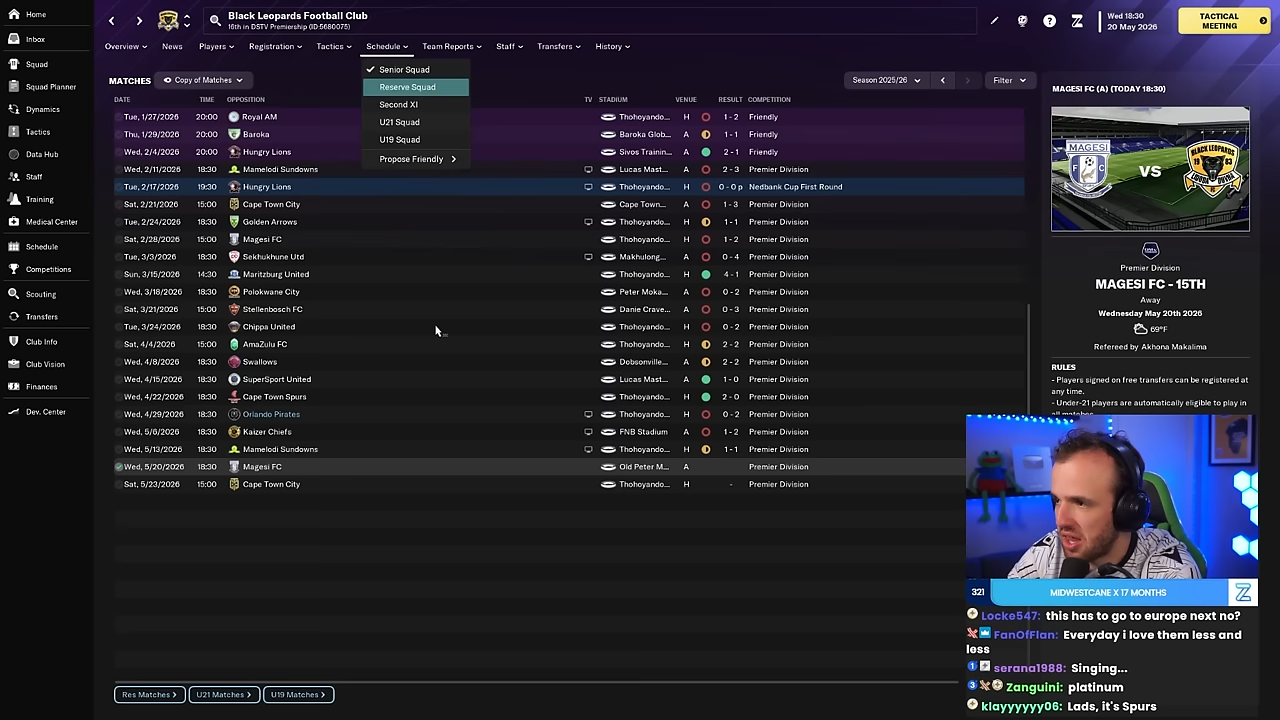 Home
Inbox
Squad
Squad Planner
Dynamics
Tactics
Data Hub
Staff
Training
Medical Center
Schedule
Competitions
Scouting
Transfers
Club Info
Club Vision
Finances
Dev. Center
Black Leopards Football Club
16th in DSTV Premiership (ID:5680075)
Wed 18:30
20 May 2026
TACTICAL MEETING
Overview News Players Registration Tactics Schedule Team Reports Staff Transfers History
Senior Squad
Reserve Squad
Second XI
U21 Squad
U19 Squad
Propose Friendly
MATCHES Copy of Matches Season 2025/26 Filter
DATE TIME OPPOSITION TV STADIUM VENUE RESULT COMPETITION
Tue, 1/27/2026 20:00 Royal AM Thohoyando... H 1 - 2 Friendly
Thu, 1/29/2026 20:00 Baroka Baroka Glob... A 1 - 1 Friendly
Wed, 2/4/2026 20:00 Hungry Lions Sivos Trainin... A 2 - 1 Friendly
Wed, 2/11/2026 18:30 Mamelodi Sundowns Lucas Mast... A 2 - 3 Premier Division
Tue, 2/17/2026 19:30 Hungry Lions Thohoyando... H 0 - 0 p Nedbank Cup First Round
Sat, 2/21/2026 15:00 Cape Town City Cape Town... A 1 - 3 Premier Division
Tue, 2/24/2026 18:30 Golden Arrows Thohoyando... H 1 - 1 Premier Division
Sat, 2/28/2026 15:00 Magesi FC Thohoyando... H 1 - 2 Premier Division
Tue, 3/3/2026 18:30 Sekhukhune Utd Makhulong... A 0 - 4 Premier Division
Sun, 3/15/2026 14:30 Maritzburg United Thohoyando... H 4 - 1 Premier Division
Wed, 3/18/2026 18:30 Polokwane City Peter Moka... A 0 - 2 Premier Division
Sat, 3/21/2026 15:00 Stellenbosch FC Danie Crave... A 0 - 3 Premier Division
Tue, 3/24/2026 18:30 Chippa United Thohoyando... H 0 - 2 Premier Division
Sat, 4/4/2026 15:00 AmaZulu FC Thohoyando... H 2 - 2 Premier Division
Wed, 4/8/2026 18:30 Swallows Dobsonville... A 2 - 2 Premier Division
Wed, 4/15/2026 18:30 SuperSport United Lucas Mast... A 1 - 0 Premier Division
Wed, 4/22/2026 18:30 Cape Town Spurs Thohoyando... H 2 - 0 Premier Division
Wed, 4/29/2026 18:30 Orlando Pirates Thohoyando... H 0 - 2 Premier Division
Wed, 5/6/2026 18:30 Kaizer Chiefs FNB Stadium A 1 - 2 Premier Division
Wed, 5/13/2026 18:30 Mamelodi Sundowns Thohoyando... H 1 - 1 Premier Division
Wed, 5/20/2026 18:30 Magesi FC Old Peter M... A Premier Division
Sat, 5/23/2026 15:00 Cape Town City Thohoyando... H - Premier Division
Res Matches > U21 Matches > U19 Matches >
MAGESI FC (A) (TODAY 18:30)
MAGESI
VS
BLACK LEOPARDS
Premier Division
MAGESI FC - 15TH
Away
Wednesday May 20th 2026
69°F
Refereed by Akhona Makalima
RULES
- Players signed on free transfers can be registered at
any time.
- Under-21 players are automatically eligible to play in
all matches.
321 MIDWESTCANE X 17 MONTHS
Locke547: this has to go to europe next no?
FanOfFlan: Everyday i love them less and
less
serana1988: Singing...
Zanguini: platinum
klayyyyyy06: Lads, it's Spurs